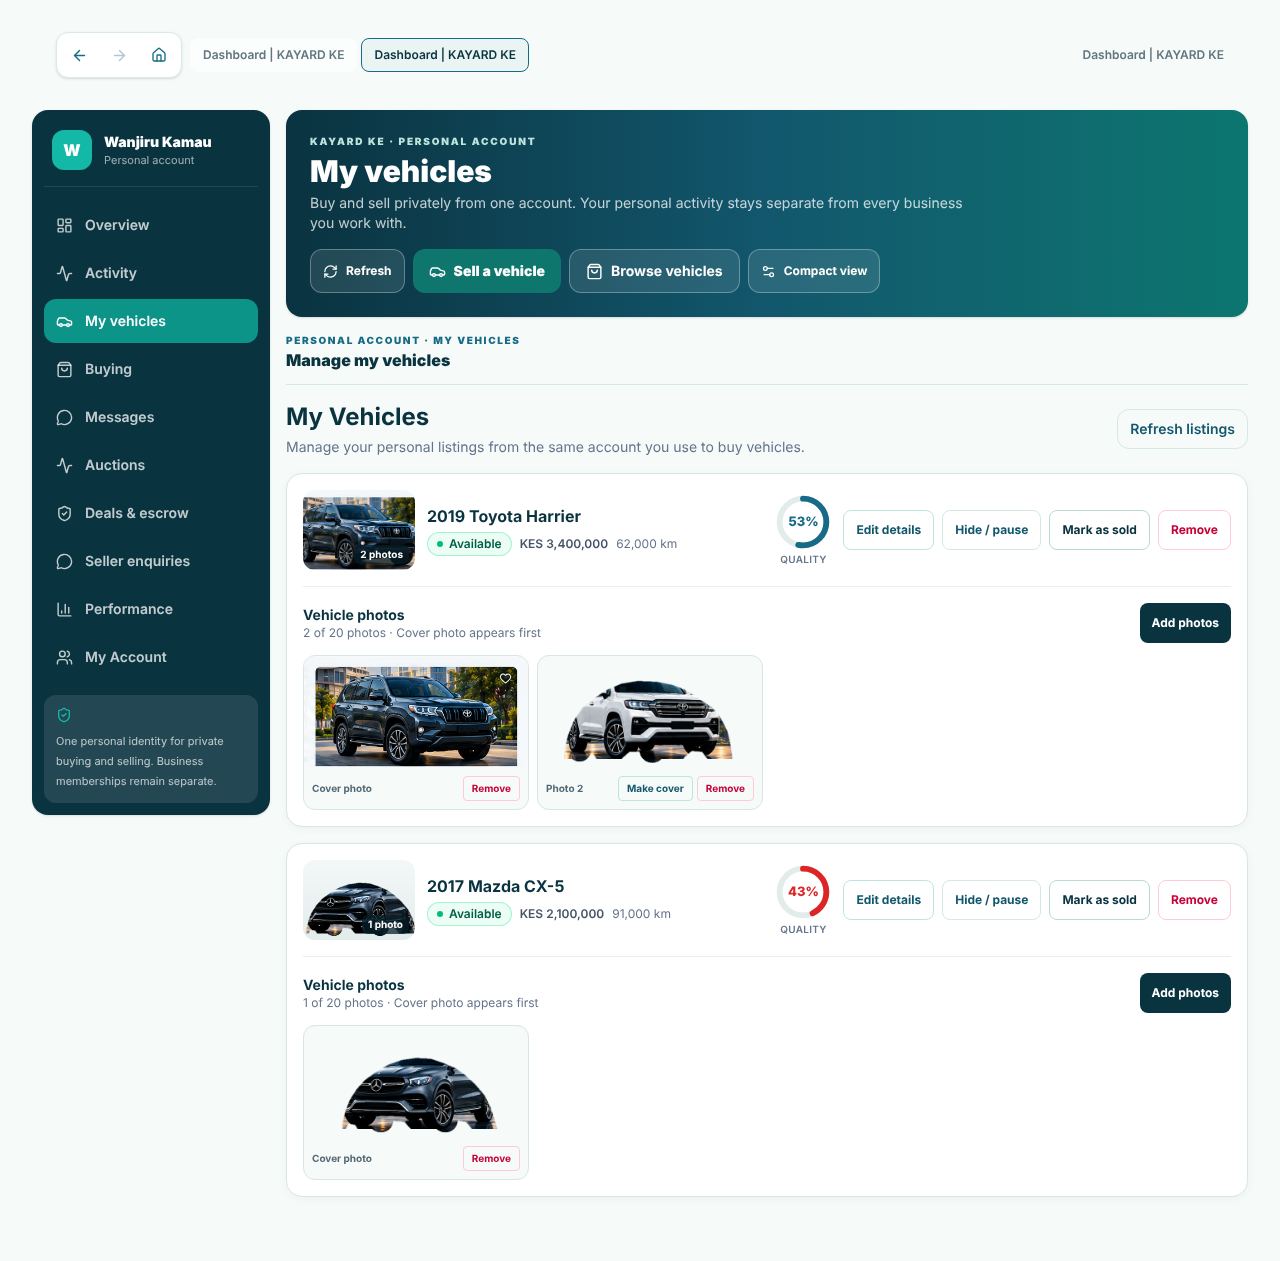 Dashboard | KAYARD KE
Dashboard | KAYARD KE
Dashboard | KAYARD KE
W
Wanjiru Kamau
Personal account
Overview
Activity
My vehicles
Buying
Messages
Auctions
Deals & escrow
Seller enquiries
Performance
My Account
One personal identity for private
buying and selling. Business
memberships remain separate.
KAYARD KE · PERSONAL ACCOUNT
My vehicles
Buy and sell privately from one account. Your personal activity stays separate from every business
you work with.
Refresh
Sell a vehicle
Browse vehicles
Compact view
PERSONAL ACCOUNT · MY VEHICLES
Manage my vehicles
My Vehicles
Manage your personal listings from the same account you use to buy vehicles.
Refresh listings
2 photos
2019 Toyota Harrier
Available KES 3,400,000 62,000 km
53%
QUALITY
Edit details
Hide / pause
Mark as sold
Remove
Vehicle photos
2 of 20 photos · Cover photo appears first
Add photos
Cover photo
Remove
Photo 2
Make cover
Remove
1 photo
2017 Mazda CX-5
Available KES 2,100,000 91,000 km
43%
QUALITY
Edit details
Hide / pause
Mark as sold
Remove
Vehicle photos
1 of 20 photos · Cover photo appears first
Add photos
Cover photo
Remove